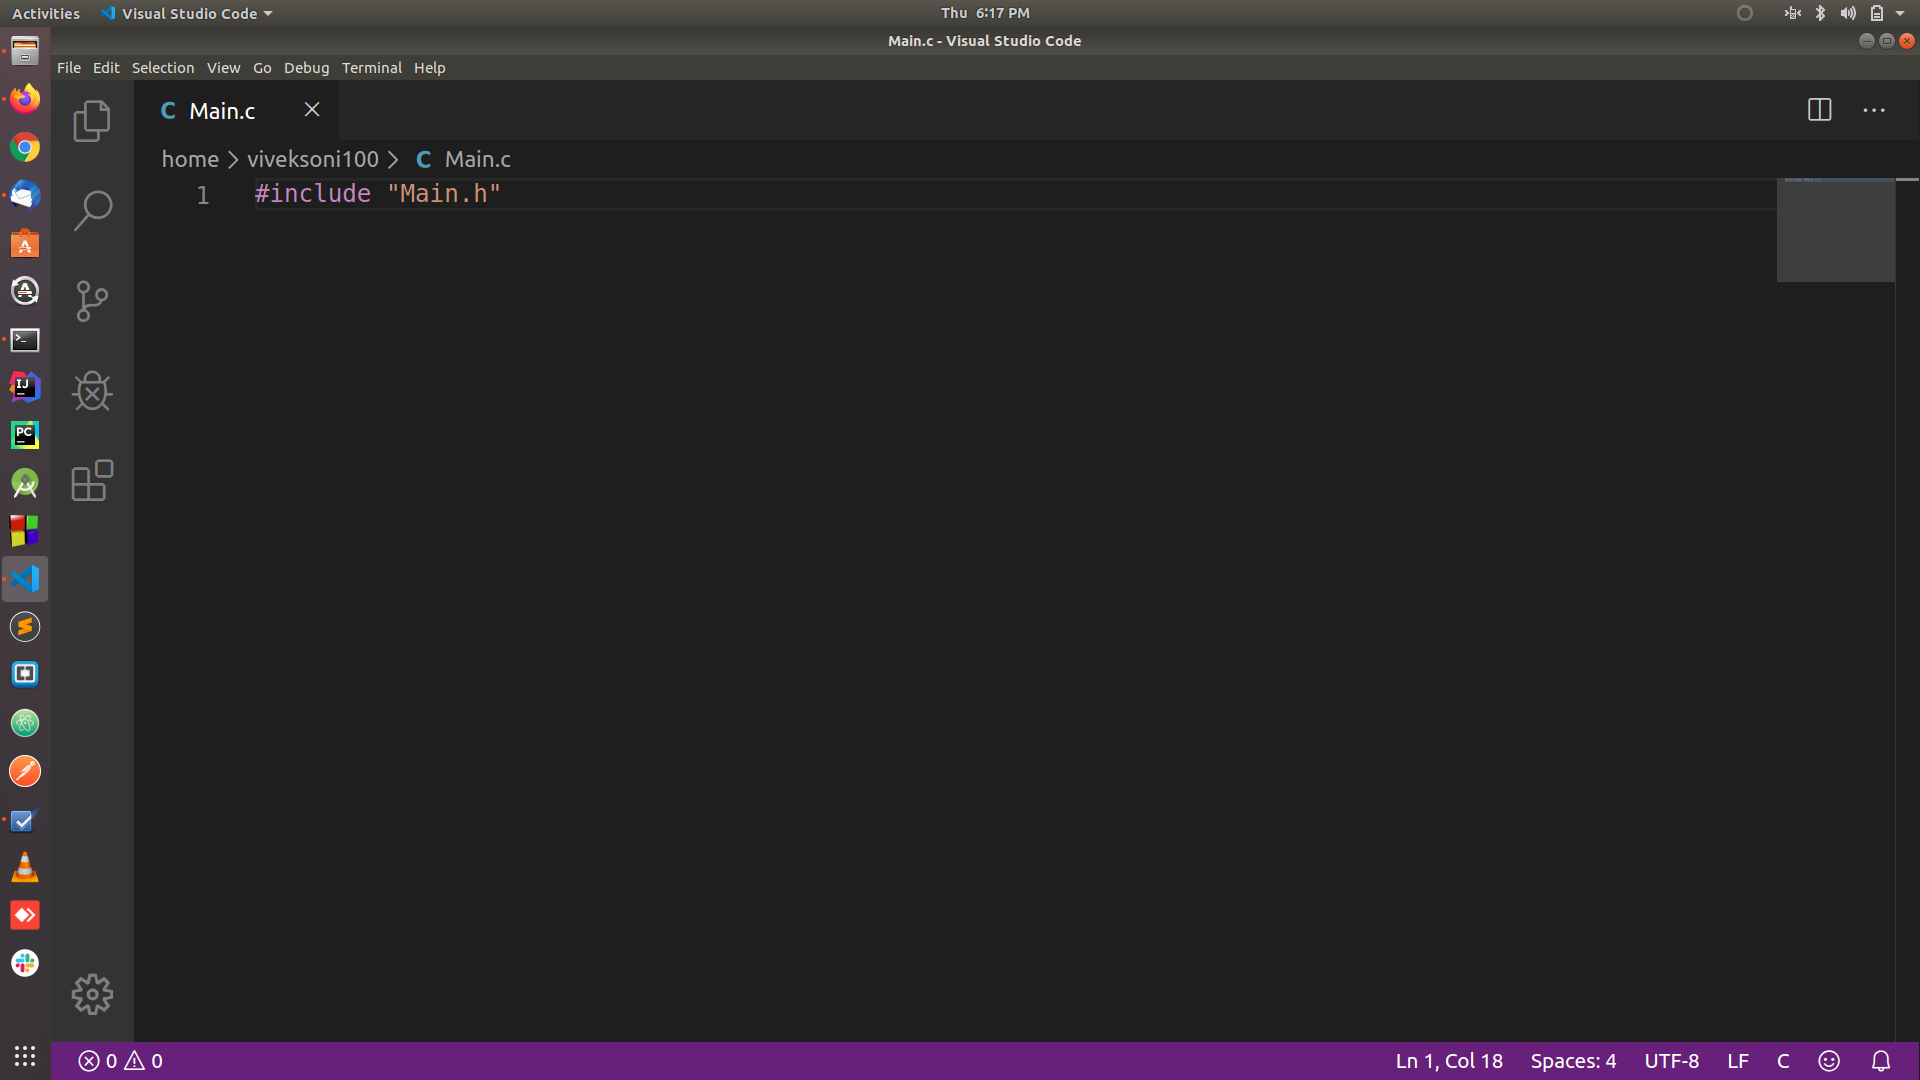 Activities Visual Studio Code Thu 6:17 PM
Main.c - Visual Studio Code
File Edit Selection View Go Debug Terminal Help
C Main.c
home > viveksoni100 > C Main.c
1 #include "Main.h"
IJ
PC
0 0 Ln 1, Col 18 Spaces: 4 UTF-8 LF C